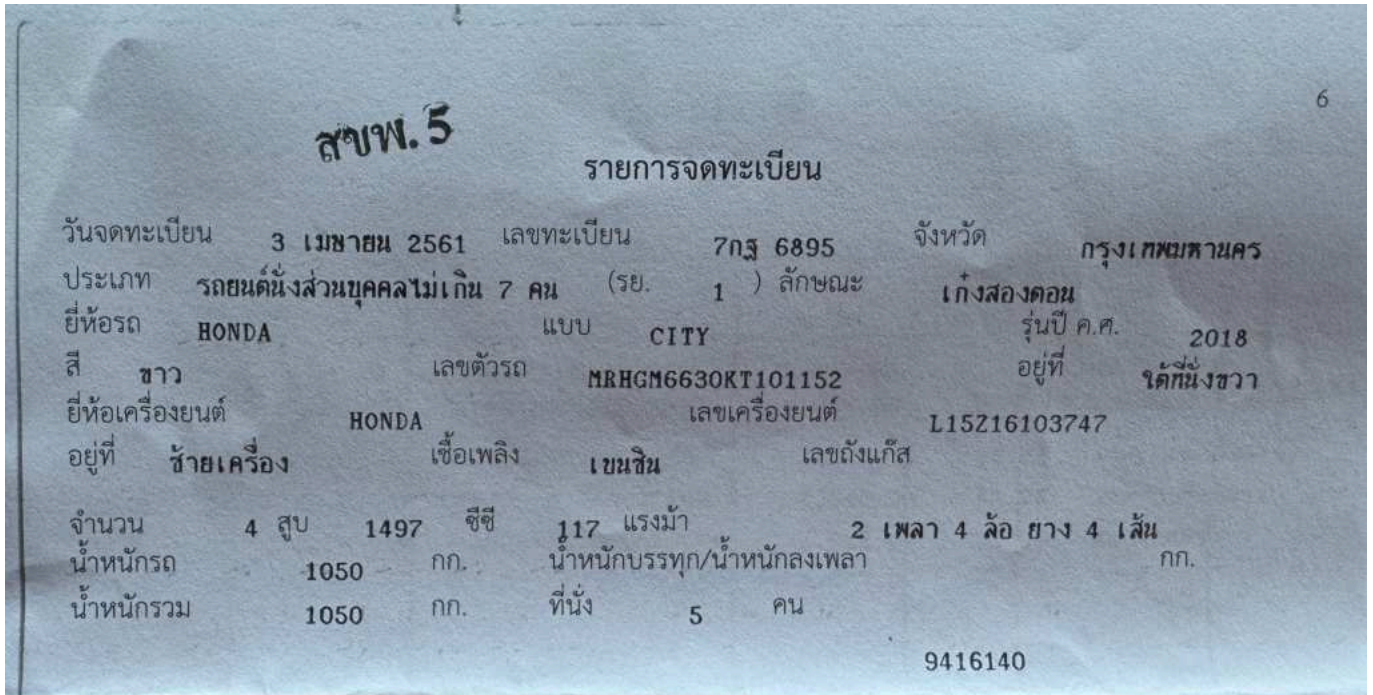 6
สขพ. 5
รายการจดทะเบียน
วันจดทะเบียน 3 เมษายน 2561 เลขทะเบียน 7กฐ 6895 จังหวัด กรุงเทพมหานคร
ประเภท รถยนต์นั่งส่วนบุคคลไม่เกิน 7 คน (รย. 1 ) ลักษณะ เก๋งสองตอน
ยี่ห้อรถ HONDA แบบ CITY รุ่นปี ค.ศ. 2018
สี ขาว เลขตัวรถ MRHGM6630KT101152 อยู่ที่ ใต้ที่นั่งขวา
ยี่ห้อเครื่องยนต์ HONDA เลขเครื่องยนต์ L15Z16103747
อยู่ที่ ซ้ายเครื่อง เชื้อเพลิง เบนซิน เลขถังแก๊ส
จำนวน 4 สูบ 1497 ซีซี 117 แรงม้า 2 เพลา 4 ล้อ ยาง 4 เส้น
น้ำหนักรถ 1050 กก. น้ำหนักบรรทุก/น้ำหนักลงเพลา กก.
น้ำหนักรวม 1050 กก. ที่นั่ง 5 คน
9416140